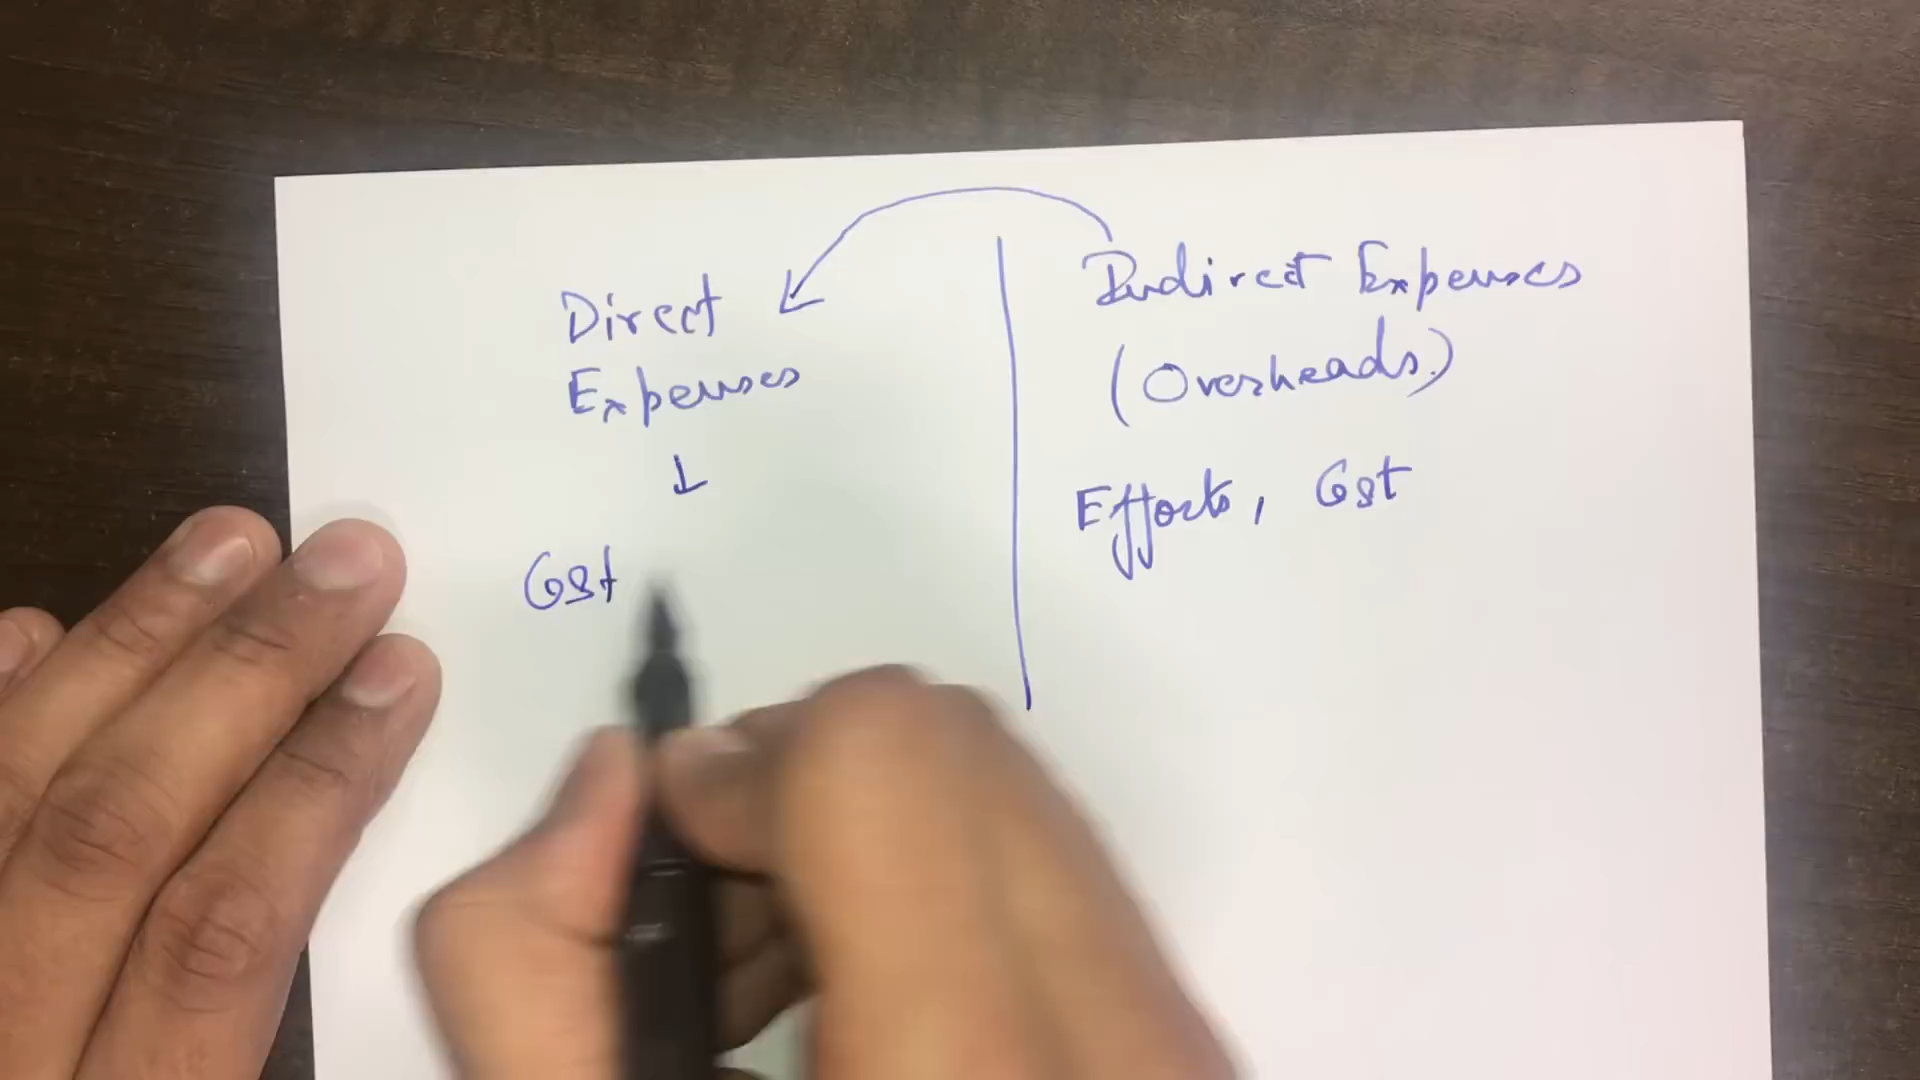 Direct
Expenses
↓
Cost
Indirect Expenses
(Overheads)
Efforts, Cost